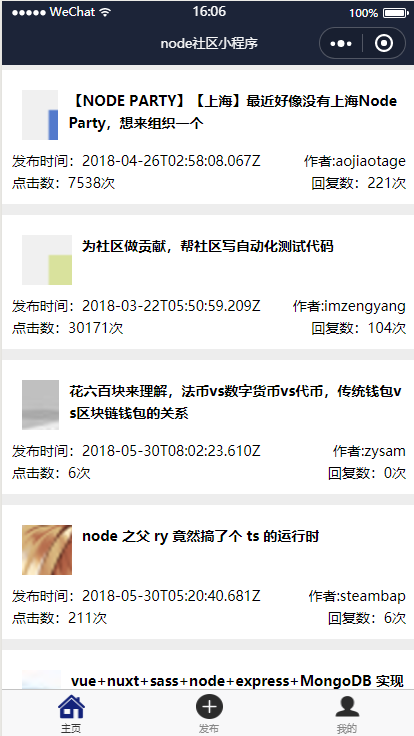 WeChat 16:06 100%
node社区小程序
【NODE PARTY】【上海】最近好像没有上海Node
Party，想来组织一个
发布时间：2018-04-26T02:58:08.067Z 作者:aojiaotage
点击数：7538次 回复数：221次
为社区做贡献，帮社区写自动化测试代码
发布时间：2018-03-22T05:50:59.209Z 作者:imzengyang
点击数：30171次 回复数：104次
花六百块来理解，法币vs数字货币vs代币，传统钱包v
s区块链钱包的关系
发布时间：2018-05-30T08:02:23.610Z 作者:zysam
点击数：6次 回复数：0次
node 之父 ry 竟然搞了个 ts 的运行时
发布时间：2018-05-30T05:20:40.681Z 作者:steambap
点击数：211次 回复数：6次
vue+nuxt+sass+node+express+MongoDB 实现
主页 发布 我的